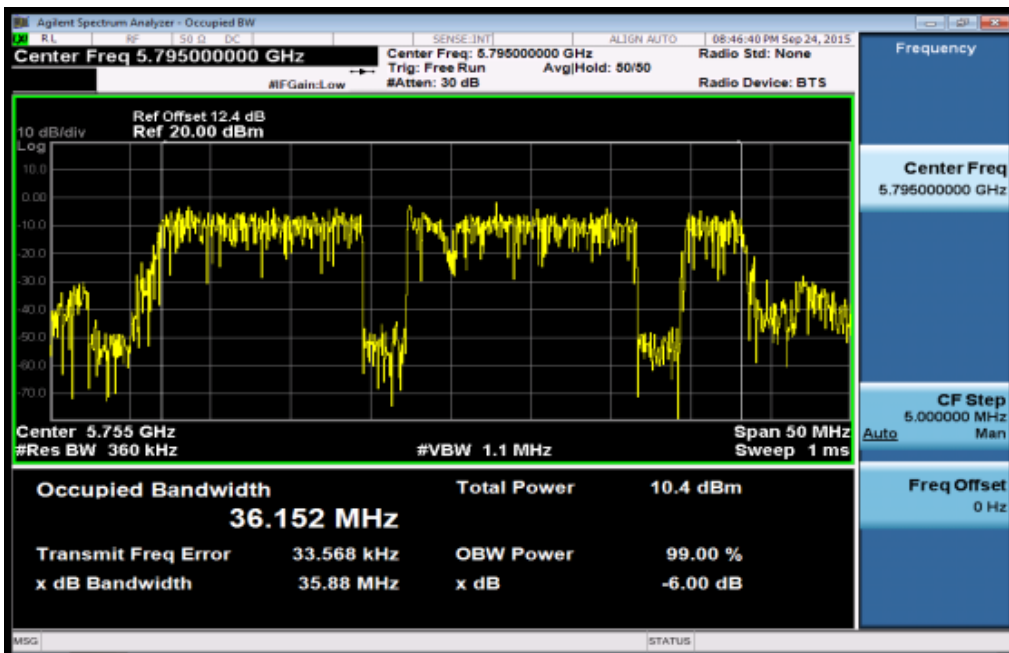 Agilent Spectrum Analyzer - Occupied BW
RL RF 50 Ω DC SENSE:INT ALIGN AUTO 08:46:40 PM Sep 24, 2015
Center Freq 5.795000000 GHz
Center Freq: 5.795000000 GHz
Radio Std: None
Trig: Free Run Avg|Hold: 50/50
#IFGain:Low
#Atten: 30 dB
Radio Device: BTS
Ref Offset 12.4 dB
10 dB/div Ref 20.00 dBm
Log
10.0
0.00
-10.0
-20.0
-30.0
-40.0
-50.0
-60.0
-70.0
Center 5.755 GHz
Span 50 MHz
#Res BW 360 kHz
#VBW 1.1 MHz
Sweep 1 ms
Occupied Bandwidth
Total Power 10.4 dBm
36.152 MHz
Transmit Freq Error 33.568 kHz
OBW Power 99.00 %
x dB Bandwidth 35.88 MHz
x dB -6.00 dB
MSG
STATUS
Frequency
Center Freq
5.795000000 GHz
CF Step
5.000000 MHz
Auto Man
Freq Offset
0 Hz